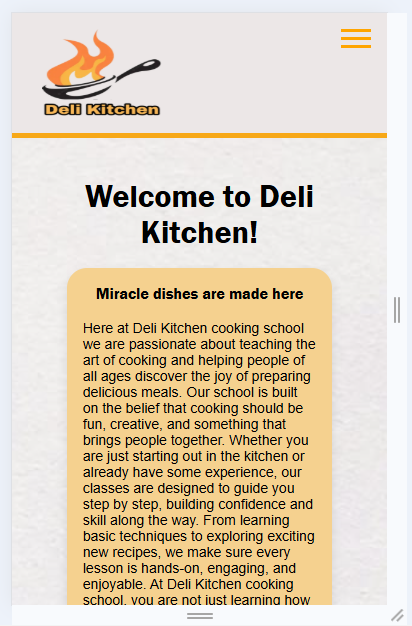 Deli Kitchen
Welcome to Deli
Kitchen!
Miracle dishes are made here
Here at Deli Kitchen cooking school
we are passionate about teaching the
art of cooking and helping people of
all ages discover the joy of preparing
delicious meals. Our school is built
on the belief that cooking should be
fun, creative, and something that
brings people together. Whether you
are just starting out in the kitchen or
already have some experience, our
classes are designed to guide you
step by step, building confidence and
skill along the way. From learning
basic techniques to exploring exciting
new recipes, we make sure every
lesson is hands-on, engaging, and
enjoyable. At Deli Kitchen cooking
school, you are not just learning how